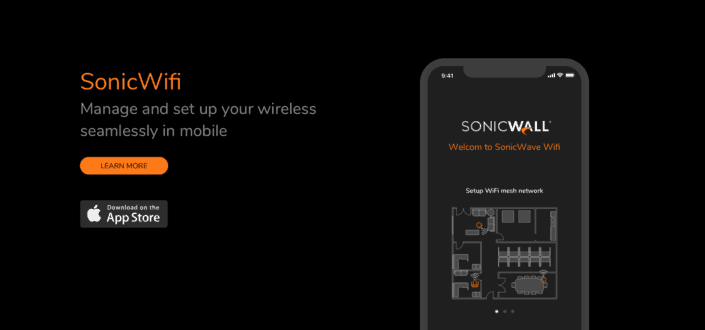 SonicWifi
Manage and set up your wireless
seamlessly in mobile
LEARN MORE
Download on the
App Store
9:41
SONICWALL
Welcom to SonicWave Wifi
Setup WiFi mesh network